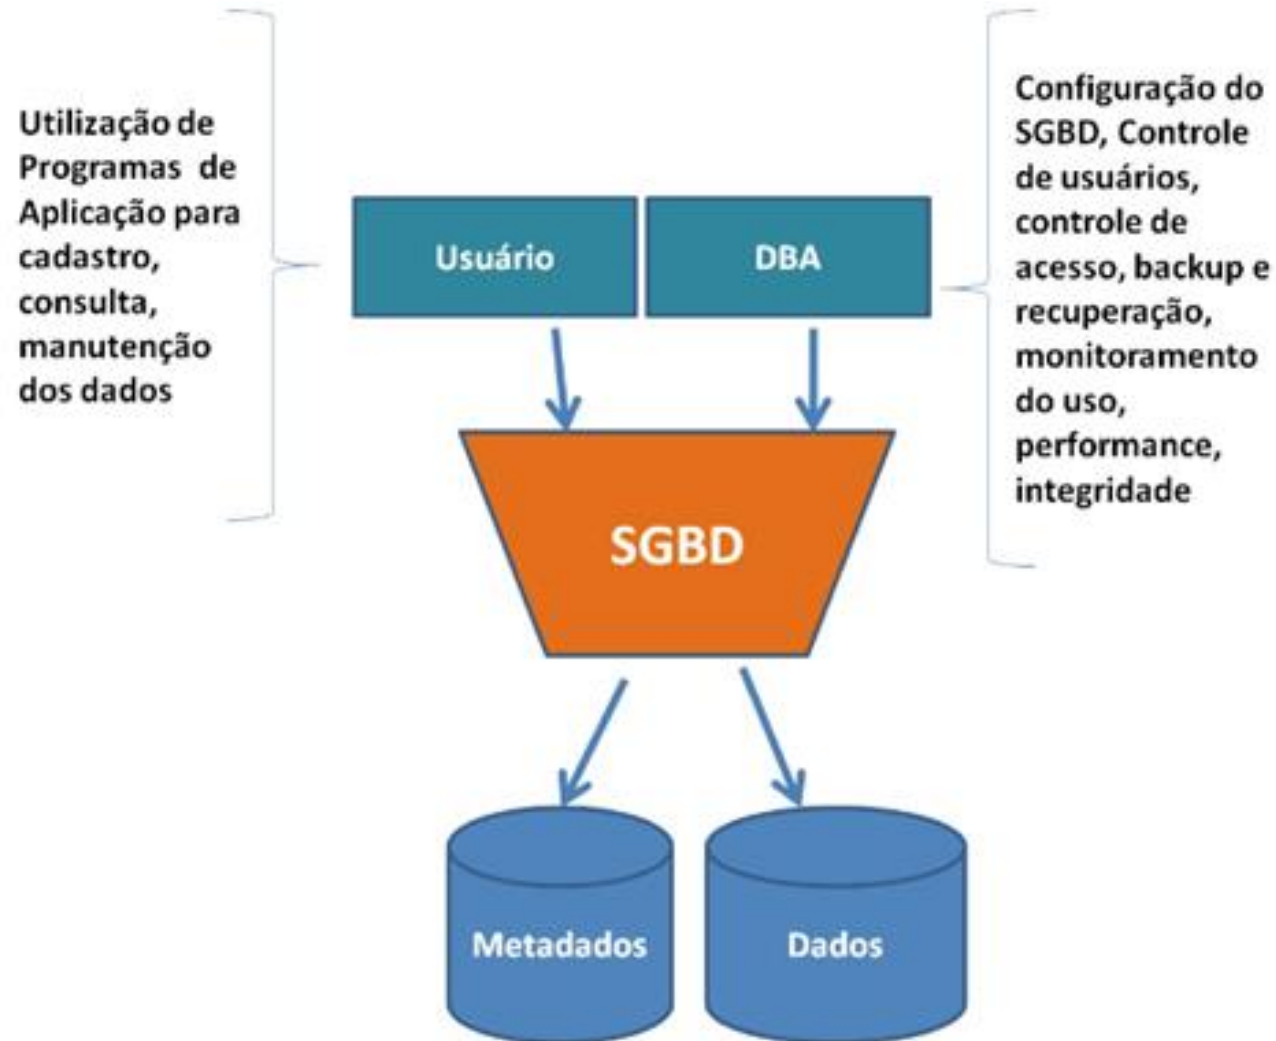 Utilização de
Programas de
Aplicação para
cadastro,
consulta,
manutenção
dos dados
Usuário
DBA
Configuração do
SGBD, Controle
de usuários,
controle de
acesso, backup e
recuperação,
monitoramento
do uso,
performance,
integridade
SGBD
Metadados
Dados